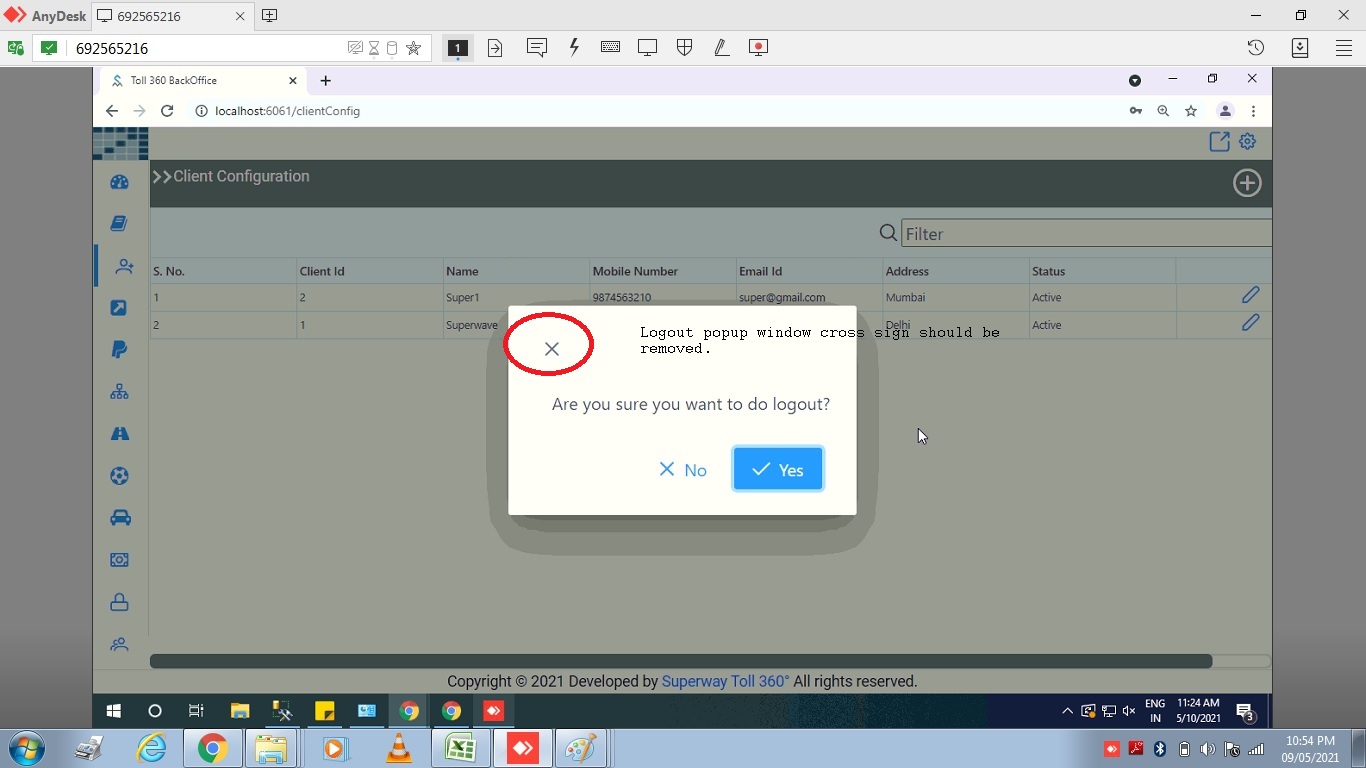 AnyDesk
692565216
692565216
1
Toll 360 BackOffice
localhost:6061/clientConfig
Client Configuration
Filter
S. No. Client Id Name Mobile Number Email Id Address Status
1 2 Super1 9874563210 super@gmail.com Mumbai Active
2 1 Superwave Delhi Active
Logout popup window cross sign should be
removed.
Are you sure you want to do logout?
No Yes
Copyright © 2021 Developed by Superway Toll 360° All rights reserved.
ENG
IN
11:24 AM
5/10/2021
3
10:54 PM
09/05/2021